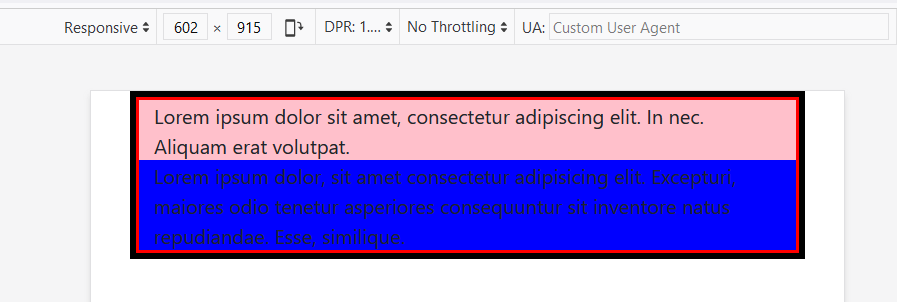 Responsive 602 × 915 DPR: 1.... No Throttling UA: Custom User Agent
Lorem ipsum dolor sit amet, consectetur adipiscing elit. In nec.
Aliquam erat volutpat.
Lorem ipsum dolor, sit amet consectetur adipisicing elit. Excepturi,
maiores odio tenetur asperiores consequuntur sit inventore natus
repudiandae. Esse, similique.